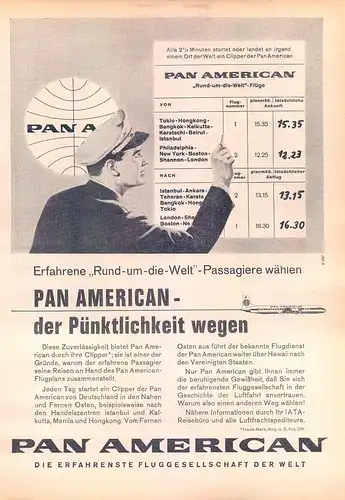 Alle 2½ Minuten startet oder landet an irgend
einem Ort der Welt ein Clipper der Pan American
PAN AMERICAN
„Rund-um-die-Welt"-Flüge
VON
Flug-
nummer
planmäß. tatsächliche
Ankunft
Tokio-Hongkong-
Bangkok-Kalkutta-
Karatschi-Beirut-
Istanbul
1
15.35
15.35
Philadelphia-
New York-Boston-
Shannon-London
2
12.25
12.23
NACH
planmäß. tatsächlicher
Abflug
Istanbul-Ankara-
Teheran-Karats
Bangkok-Hong
Tokio
2
13.15
13.15
London-Sha
Boston-Ne
1
16.30
16.30
PAN A
Erfahrene „Rund-um-die-Welt"-Passagiere wählen
PAN AMERICAN-
der Pünktlichkeit wegen
Diese Zuverlässigkeit bietet Pan Ame-
rican durch ihre Clipper*; sie ist einer der
Gründe, warum der erfahrene Passagier
seine Reisen an Hand des Pan American-
Flugplans zusammenstellt.
Jeden Tag startet ein Clipper der Pan
American von Deutschland in den Nahen
und Fernen Osten, beispielsweise nach
den Handelszentren Istanbul und Kal-
kutta, Manila und Hongkong. Vom Fernen
Osten aus führt der bekannte Flugdienst
der Pan American weiter über Hawaii nach
den Vereinigten Staaten.
Nur Pan American gibt Ihnen immer
die beruhigende Gewißheit, daß Sie sich
der erfahrensten Fluggesellschaft in der
Geschichte der Luftfahrt anvertrauen.
Warum also einen anderen Weg wählen!
Nähere Informationen durch Ihr IATA-
Reisebüro und alle Luftfrachtspediteure.
*Trade-Mark, Reg. U. S. Pat. Off.
PAN AMERICAN
DIE ERFAHRENSTE FLUGGESELLSCHAFT DER WELT